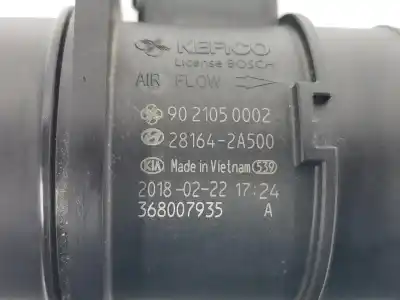 KEFICO
License BOSCH
AIR FLOW
90 2105 0002
28164-2A500
KIA Made in Vietnam 539
2018-02-22 17:24
368007935 A